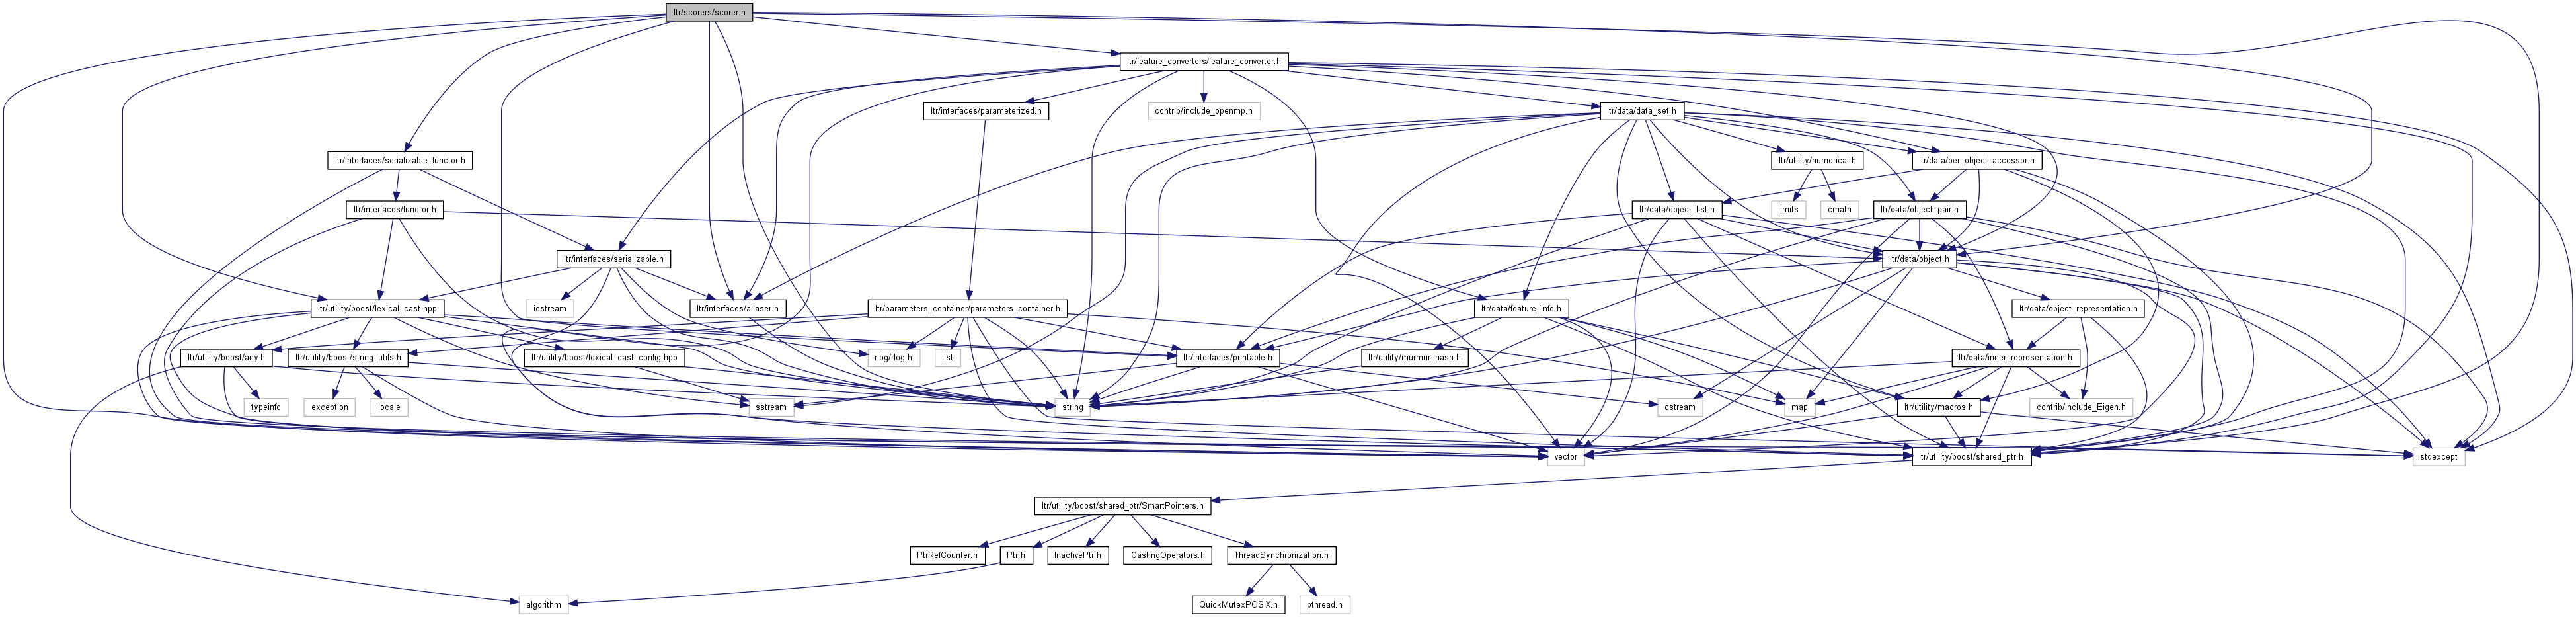 ltr/scorers/scorer.h
ltr/feature_converters/feature_converter.h
ltr/interfaces/parameterized.h
contrib/include_openmp.h
ltr/data/data_set.h
ltr/interfaces/serializable_functor.h
ltr/utility/numerical.h
ltr/data/per_object_accessor.h
ltr/interfaces/functor.h
ltr/data/object_list.h
limits
cmath
ltr/data/object_pair.h
ltr/interfaces/serializable.h
ltr/data/object.h
ltr/utility/boost/lexical_cast.hpp
iostream
ltr/interfaces/aliaser.h
ltr/parameters_container/parameters_container.h
ltr/data/feature_info.h
ltr/data/object_representation.h
ltr/utility/boost/any.h
ltr/utility/boost/string_utils.h
ltr/utility/boost/lexical_cast_config.hpp
rlog/rlog.h
list
ltr/interfaces/printable.h
ltr/utility/murmur_hash.h
ltr/data/inner_representation.h
typeinfo
exception
locale
sstream
string
ostream
map
ltr/utility/macros.h
contrib/include_Eigen.h
vector
ltr/utility/boost/shared_ptr.h
stdexcept
ltr/utility/boost/shared_ptr/SmartPointers.h
PtrRefCounter.h
Ptr.h
InactivePtr.h
CastingOperators.h
ThreadSynchronization.h
algorithm
QuickMutexPOSIX.h
pthread.h